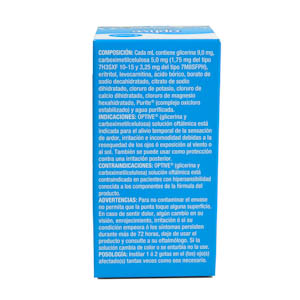 COMPOSICIÓN: Cada mL contiene glicerina 9,0 mg,
carboximetilcelulosa 5,0 mg (1,75 mg del tipo
7H3SXF 10-15 y 3,25 mg del tipo 7M8SFPH),
eritritol, levocarnitina, ácido bórico, borato de
sodio decahidratado, citrato de sodio
dihidratado, cloruro de potasio, cloruro de
calcio dihidratado, cloruro de magnesio
hexahidratado, Purite® (complejo oxicloro
estabilizado) y agua purificada.
INDICACIONES: OPTIVE® (glicerina y
carboximetilcelulosa) solución oftálmica está
indicada para el alivio temporal de la sensación
de ardor, irritación e incomodidad debidas a la
resequedad de los ojos ó exposición al viento o
al sol. También se puede usar como protección
contra una irritación posterior.
CONTRAINDICACIONES: OPTIVE® (glicerina y
carboximetilcelulosa) solución oftálmica está
contraindicada en pacientes con hipersensibilidad
conocida a los componentes de la fórmula del
producto.
ADVERTENCIAS: Para no contaminar el envase
no permita que la punta toque alguna superficie.
En caso de sentir dolor, algún cambio en su
visión, enrojecimiento, irritación ó si su
condición empeora ó los síntomas persisten
durante más de 72 horas, deje de usar el
producto y consulte a su oftalmólogo. Si la
solución cambia de color o se enturbia no la use.
POSOLOGÍA: Instilar 1 ó 2 gotas en el (los) ojo(s)
afectado(s) tantas veces como sea necesario.